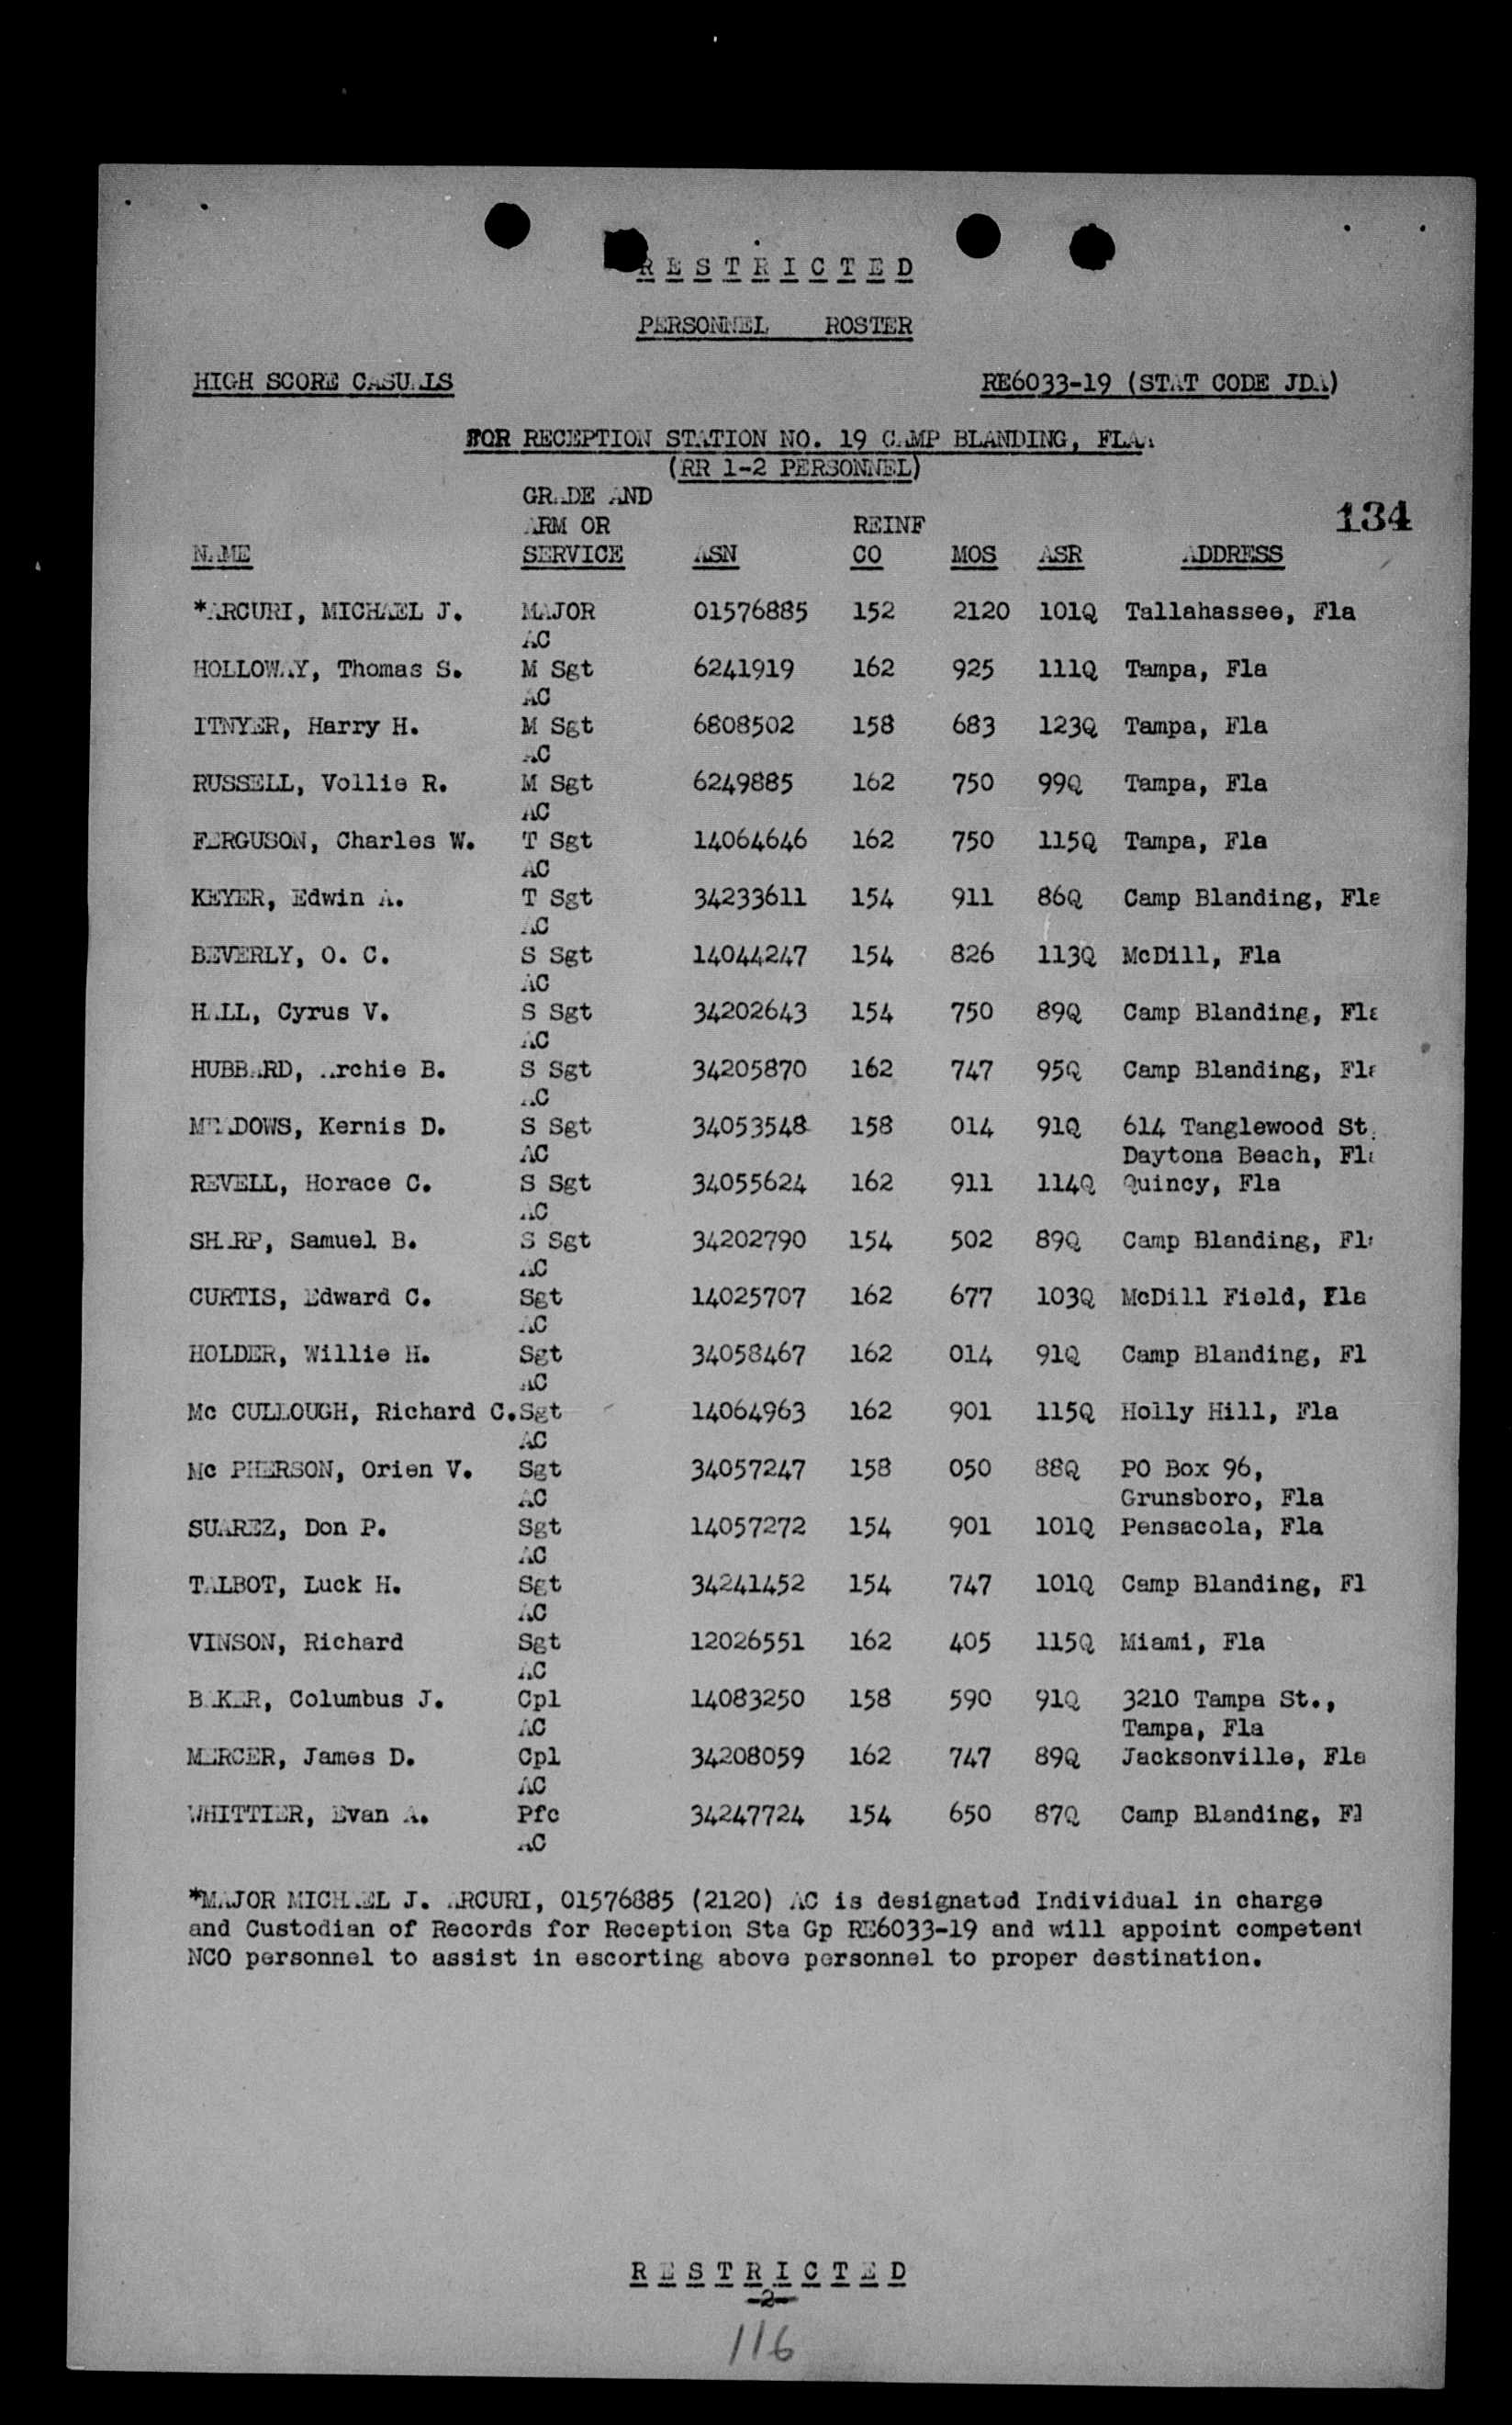 R E S T R I C T E D
PERSONNEL ROSTER
HIGH SCORE CASUALS RE6033-19 (STAT CODE JDA)
FOR RECEPTION STATION NO. 19 CAMP BLANDING, FLA.
(RR 1-2 PERSONNEL)
GRADE AND
134
ARM OR REINF
NAME SERVICE ASN CO MOS ASR ADDRESS
*ARCURI, MICHAEL J. MAJOR 01576885 152 2120 101Q Tallahassee, Fla
AC
HOLLOWAY, Thomas S. M Sgt 6241919 162 925 111Q Tampa, Fla
AC
ITNYER, Harry H. M Sgt 6808502 158 683 123Q Tampa, Fla
AC
RUSSELL, Vollie R. M Sgt 6249885 162 750 99Q Tampa, Fla
AC
FERGUSON, Charles W. T Sgt 14064646 162 750 115Q Tampa, Fla
AC
KEYER, Edwin A. T Sgt 34233611 154 911 86Q Camp Blanding, Fla
AC
BEVERLY, O. C. S Sgt 14044247 154 826 113Q McDill, Fla
AC
HALL, Cyrus V. S Sgt 34202643 154 750 89Q Camp Blanding, Fla
AC
HUBBARD, Archie B. S Sgt 34205870 162 747 95Q Camp Blanding, Fla
AC
MEADOWS, Kernis D. S Sgt 34053548 158 014 91Q 614 Tanglewood St.
AC Daytona Beach, Fla
REVELL, Horace C. S Sgt 34055624 162 911 114Q Quincy, Fla
AC
SHARP, Samuel B. S Sgt 34202790 154 502 89Q Camp Blanding, Fl
AC
CURTIS, Edward C. Sgt 14025707 162 677 103Q McDill Field, Fla
AC
HOLDER, Willie H. Sgt 34058467 162 014 91Q Camp Blanding, Fl
AC
Mc CULLOUGH, Richard C. Sgt 14064963 162 901 115Q Holly Hill, Fla
AC
Mc PHERSON, Orien V. Sgt 34057247 158 050 88Q PO Box 96,
AC Grunsboro, Fla
SUAREZ, Don P. Sgt 14057272 154 901 101Q Pensacola, Fla
AC
TALBOT, Luck H. Sgt 34241452 154 747 101Q Camp Blanding, Fl
AC
VINSON, Richard Sgt 12026551 162 405 115Q Miami, Fla
AC
BAKER, Columbus J. Cpl 14083250 158 590 91Q 3210 Tampa St.,
AC Tampa, Fla
MERCER, James D. Cpl 34208059 162 747 89Q Jacksonville, Fla
AC
WHITTIER, Evan A. Pfc 34247724 154 650 87Q Camp Blanding, Fl
AC
*MAJOR MICHAEL J. ARCURI, 01576885 (2120) AC is designated Individual in charge
and Custodian of Records for Reception Sta Gp RE6033-19 and will appoint competent
NCO personnel to assist in escorting above personnel to proper destination.
R E S T R I C T E D
-2-
116